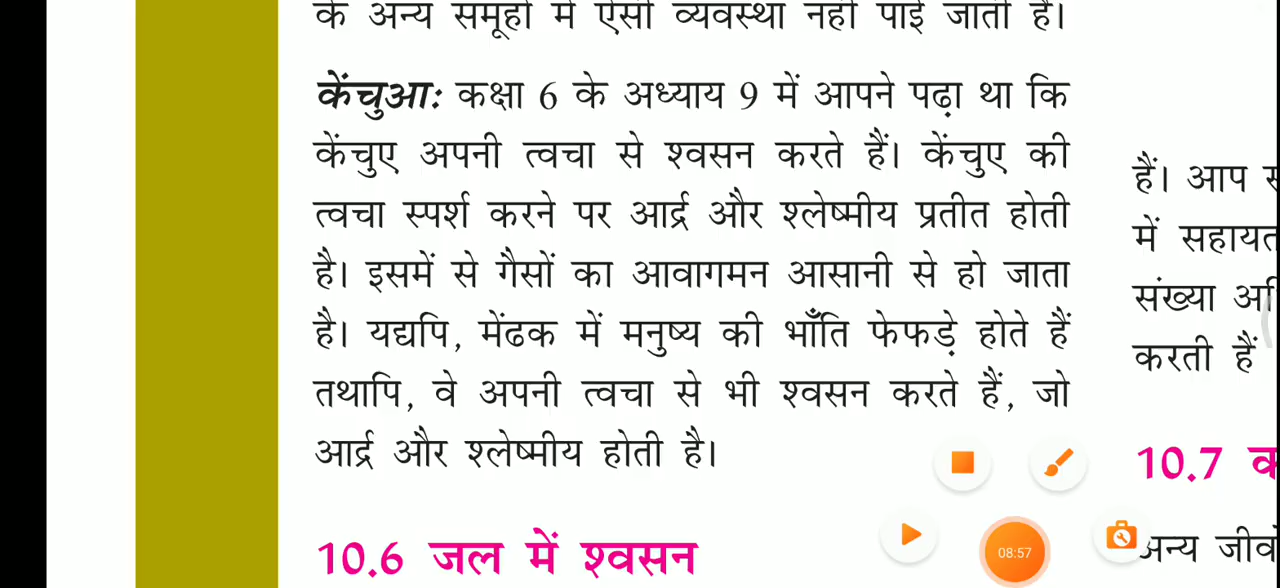 के अन्य समूहों में ऐसी व्यवस्था नहीं पाई जाती है।
केंचुआ: कक्षा 6 के अध्याय 9 में आपने पढ़ा था कि
केंचुए अपनी त्वचा से श्वसन करते हैं। केंचुए की
त्वचा स्पर्श करने पर आर्द्र और श्लेष्मीय प्रतीत होती
है। इसमें से गैसों का आवागमन आसानी से हो जाता
है। यद्यपि, मेंढक में मनुष्य की भाँति फेफड़े होते हैं
तथापि, वे अपनी त्वचा से भी श्वसन करते हैं, जो
आर्द्र और श्लेष्मीय होती है।
10.6 जल में श्वसन
हैं। आप
में
संख्या
करती हैं
10.7
अन्य
08:57